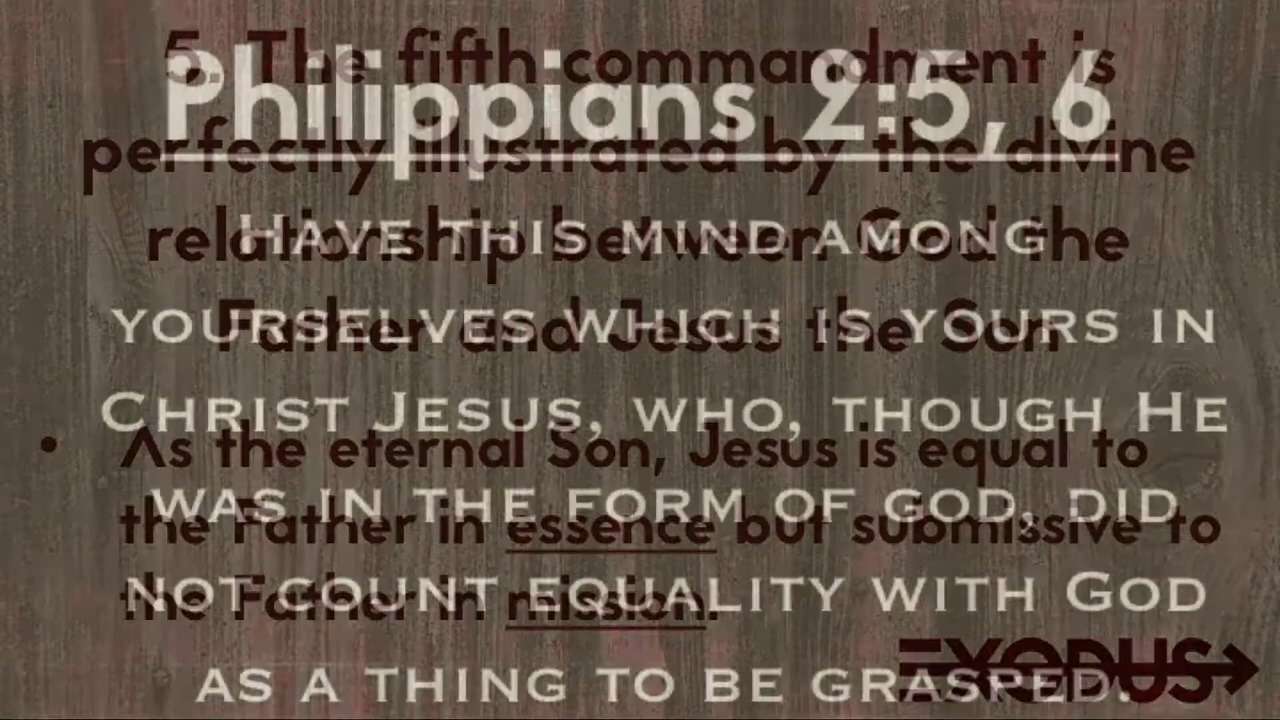 5. The fifth commandment is
perfectly illustrated by the divine
relationship between God the
Father and Jesus the Son
• As the eternal Son, Jesus is equal to
the Father in essence but submissive to
the Father in mission.
EXODUS
Philippians 2:5, 6
HAVE THIS MIND AMONG
YOURSELVES WHICH IS YOURS IN
CHRIST JESUS, WHO, THOUGH HE
WAS IN THE FORM OF GOD, DID
NOT COUNT EQUALITY WITH GOD
AS A THING TO BE GRASPED.